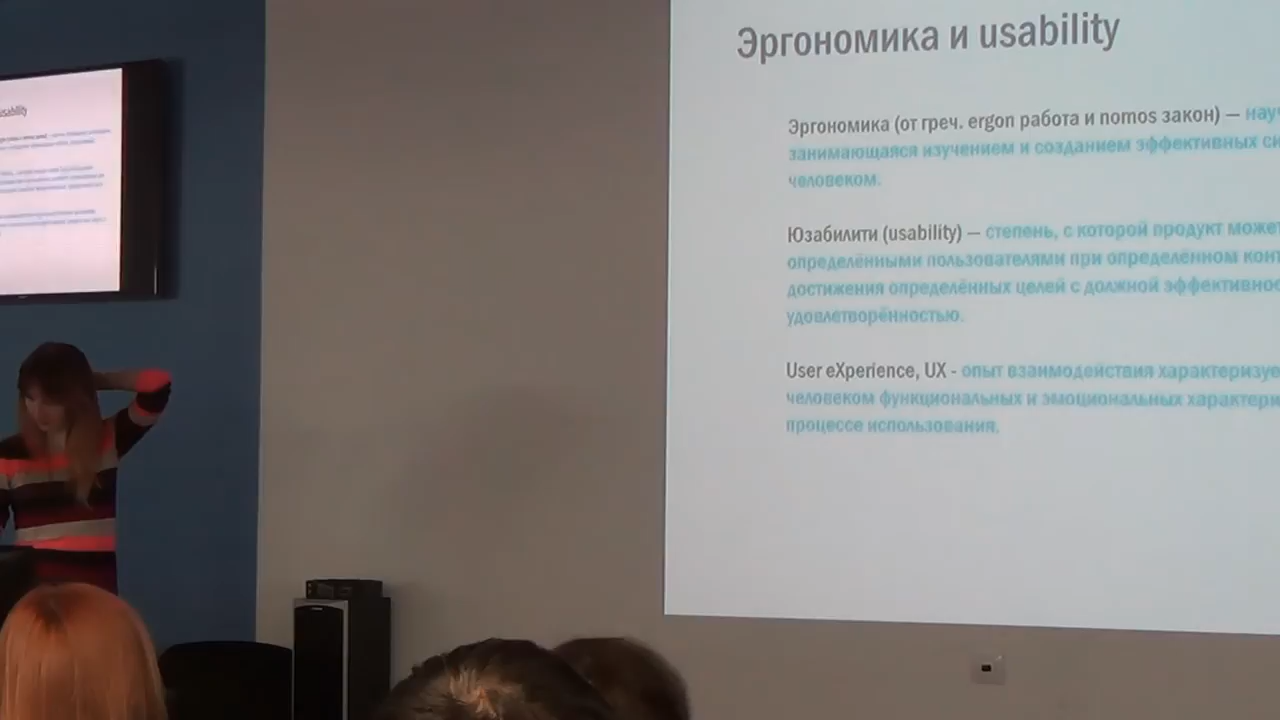 Эргономика и usability
Эргономика (от греч. ergon работа и nomos закон) —
занимающаяся изучением и созданием эффективных
человеком.
Юзабилити (usability) — степень, с которой продукт может
определёнными пользователями при определённом
достижения определённых целей с должной
удовлетворённостью.
User eXperience, UX - опыт взаимодействия
человеком функциональных и эмоциональных
процессе использования.
usability